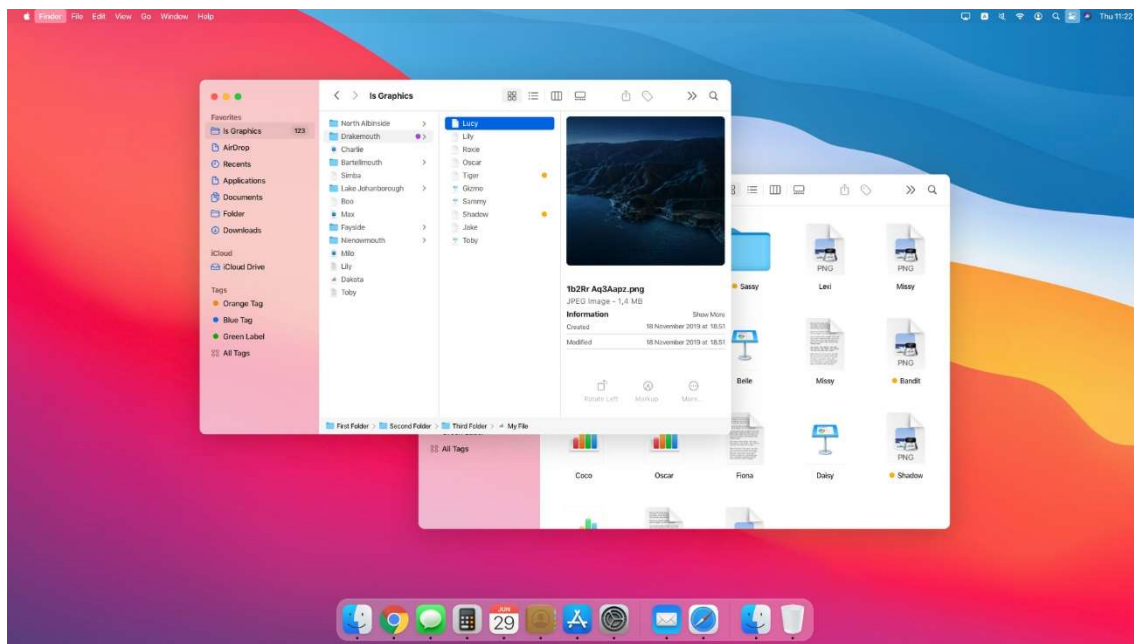 Finder File Edit View Go Window Help
Thu 11:22
Is Graphics
Favorites
Is Graphics 123
AirDrop
Recents
Applications
Documents
Folder
Downloads
iCloud
iCloud Drive
Tags
Orange Tag
Blue Tag
Green Label
All Tags
North Albinside
Drakemouth
Charlie
Bartellmouth
Simba
Lake Johanborough
Boo
Max
Fayside
Nienowmouth
Milo
Lily
Dakota
Toby
Lucy
Lily
Roxie
Oscar
Tiger
Gizmo
Sammy
Shadow
Jake
Toby
1b2Rr Aq3Aapz.png
JPEG Image - 1,4 MB
Information Show More
Created 18 November 2019 at 18:51
Modified 18 November 2019 at 18:51
Rotate Left Markup More...
First Folder > Second Folder > Third Folder > My File
PNG PNG
Sassy Levi Missy
PNG
Belle Missy Bandit
All Tags
PNG
Coco Oscar Fiona Daisy Shadow
JUN
29